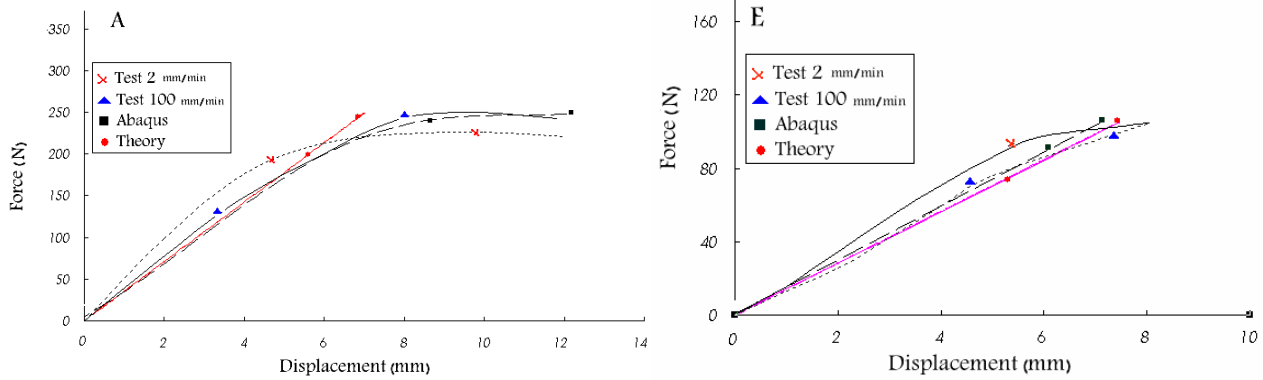 A
350
300
250
200
150
100
50
0
Force (N)
Test 2 mm/min
Test 100 mm/min
Abaqus
Theory
0 2 4 6 8 10 12 14
Displacement (mm)
E
160
120
80
40
0
Force (N)
Test 2 mm/min
Test 100 mm/min
Abaqus
Theory
0 2 4 6 8 10
Displacement (mm)